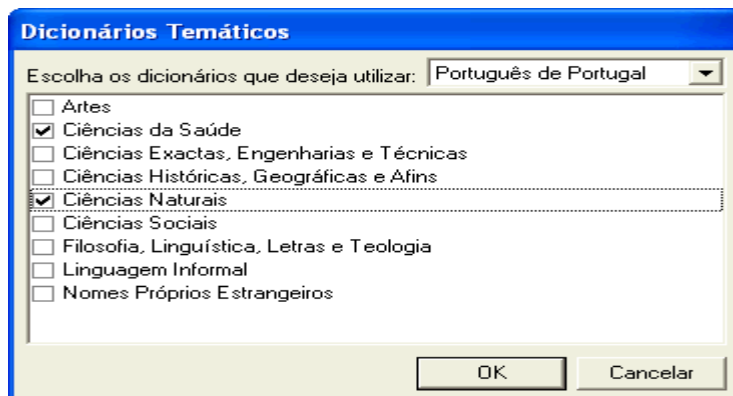 Dicionários Temáticos
Escolha os dicionários que deseja utilizar: Português de Portugal
Artes
Ciências da Saúde
Ciências Exactas, Engenharias e Técnicas
Ciências Históricas, Geográficas e Afins
Ciências Naturais
Ciências Sociais
Filosofia, Linguística, Letras e Teologia
Linguagem Informal
Nomes Próprios Estrangeiros
OK Cancelar